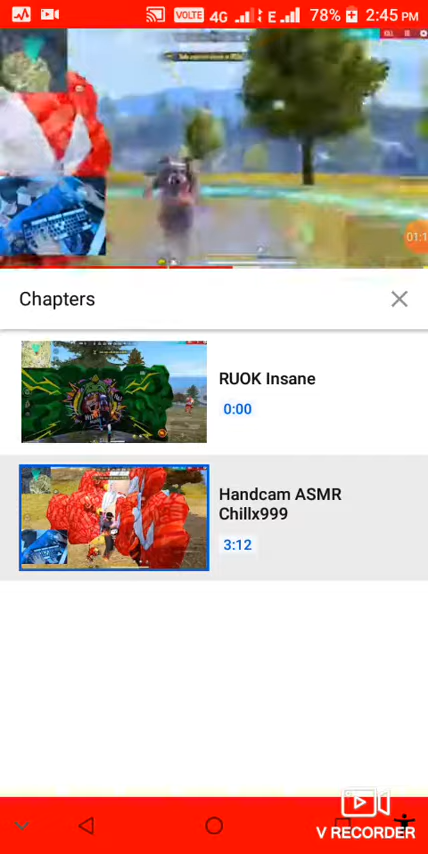 VOLTE 4G E 78% 2:45 PM
01:1
Chapters
RUOK Insane
0:00
Handcam ASMR
Chillx999
3:12
V RECORDER